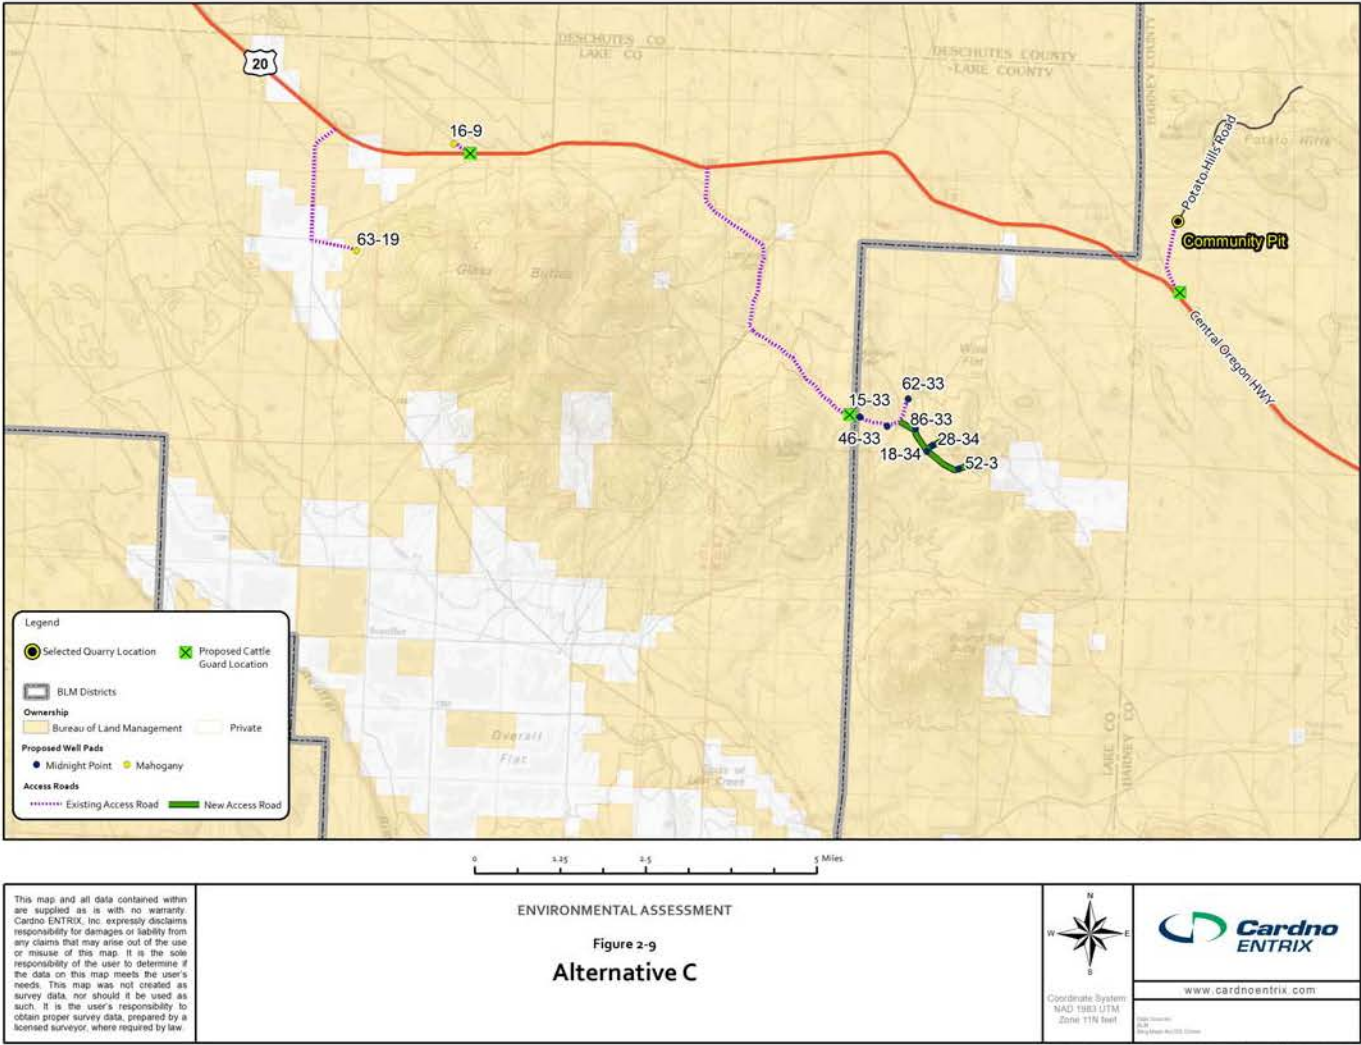 DESCHUTES CO
LAKE CO
DESCHUTES COUNTY
LAKE COUNTY
HARNEY COUNTY
20
16-9
63-19
Glass Buttes
Potato Hills Road
Potato Hills
Community Pit
Central Oregon HWY
62-33
15-33
86-33
46-33
28-34
18-34
52-3
Overall
Flat
LAKE CO
HARNEY CO
Legend
Selected Quarry Location
Proposed Cattle
Guard Location
BLM Districts
Ownership
Bureau of Land Management
Private
Proposed Well Pads
Midnight Point
Mahogany
Access Roads
Existing Access Road
New Access Road
0 1.25 2.5 5 Miles
This map and all data contained within
are supplied as is with no warranty.
Cardno ENTRIX, Inc. expressly disclaims
responsibility for damages or liability from
any claims that may arise out of the use
or misuse of this map. It is the sole
responsibility of the user to determine if
the data on this map meets the user's
needs. This map was not created as
survey data, nor should it be used as
such. It is the user's responsibility to
obtain proper survey data, prepared by a
licensed surveyor, where required by law.
ENVIRONMENTAL ASSESSMENT
Figure 2-9
Alternative C
N
W E
S
Coordinate System
NAD 1983 UTM
Zone 11N feet
Cardno
ENTRIX
www.cardnoentrix.com